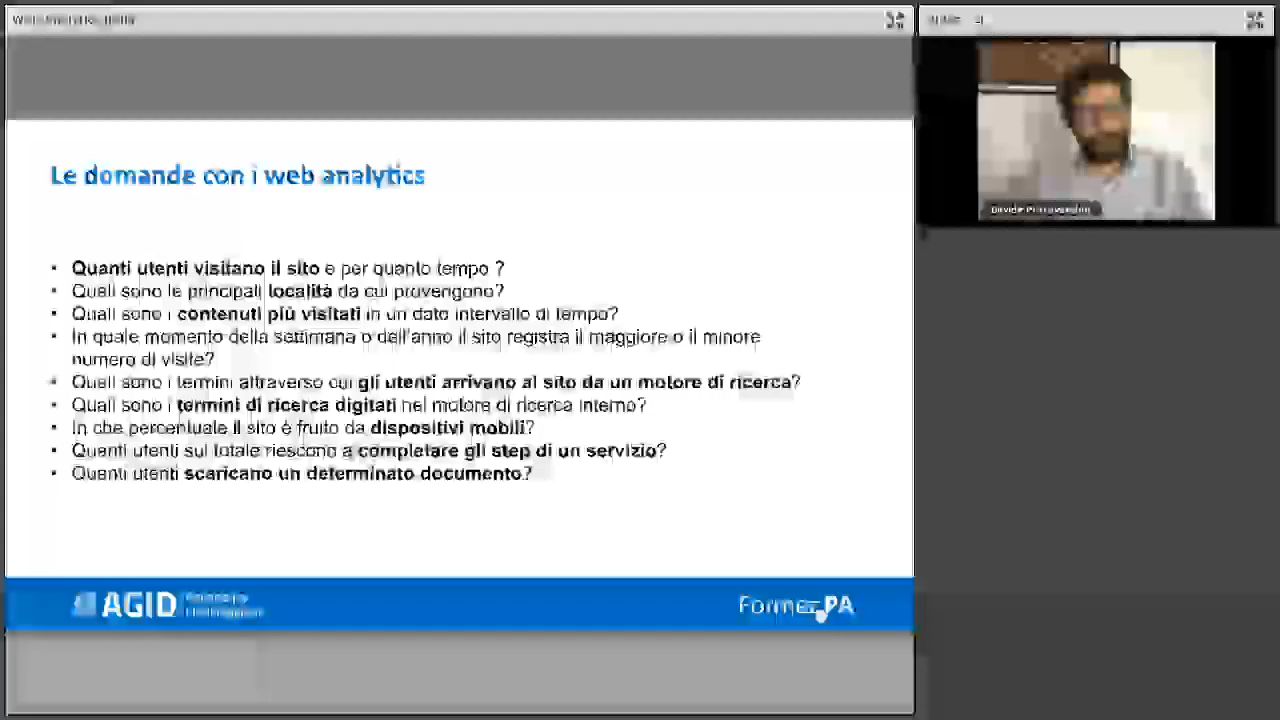 Le domande con i web analytics
• Quanti utenti visitano il sito e per quanto tempo ?
• Quali sono le principali località da cui provengono?
• Quali sono i contenuti più visitati in un dato intervallo di tempo?
• In quale momento della settimana o dell'anno il sito registra il maggiore o il minore
numero di visite?
• Quali sono i termini attraverso cui gli utenti arrivano al sito da un motore di ricerca?
• Quali sono i termini di ricerca digitati nel motore di ricerca interno?
• In che percentuale il sito è fruito da dispositivi mobili?
• Quanti utenti sul totale riescono a completare gli step di un servizio?
• Quanti utenti scaricano un determinato documento?
AGID
FormezPA
Davide